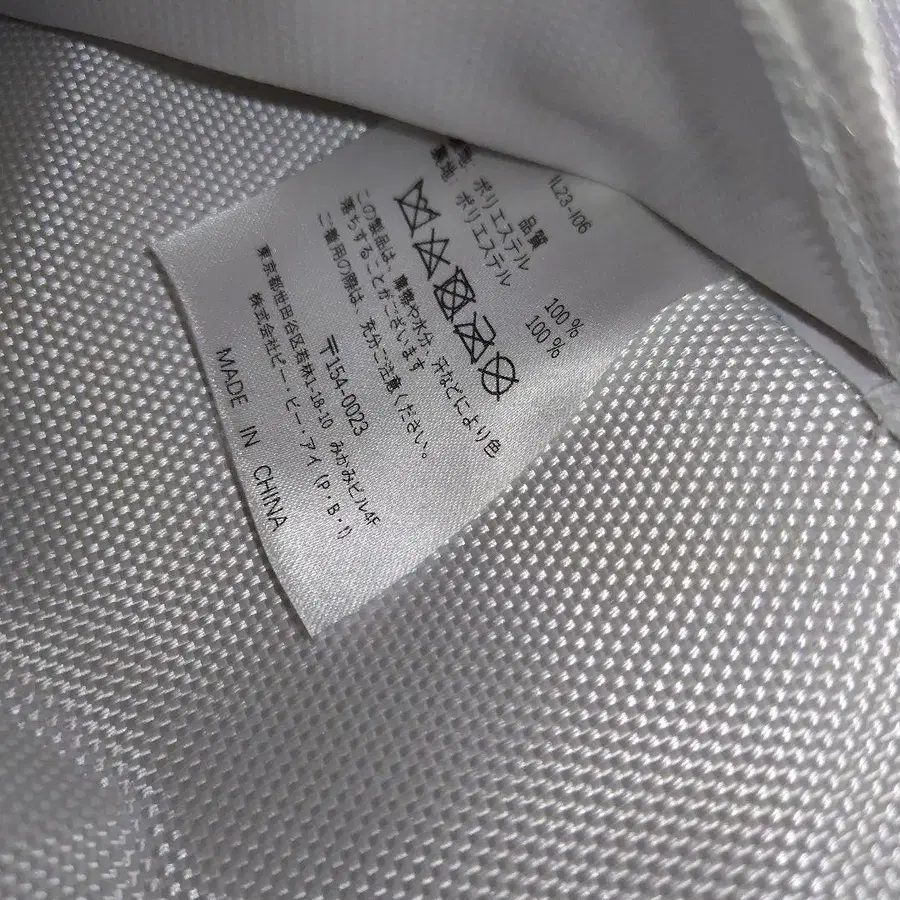 IL23-I06
品質
表地 ポリエステル 100%
裏地 ポリエステル 100%
この製品は、摩擦や水分、汗などにより色
落ちすることがございます
ご着用の際は、充分ご注意ください。
〒154-0023
東京都世田谷区若林1-18-10 みかみビル4F
株式会社ピー・ビー・アイ (P・B・I)
MADE IN CHINA